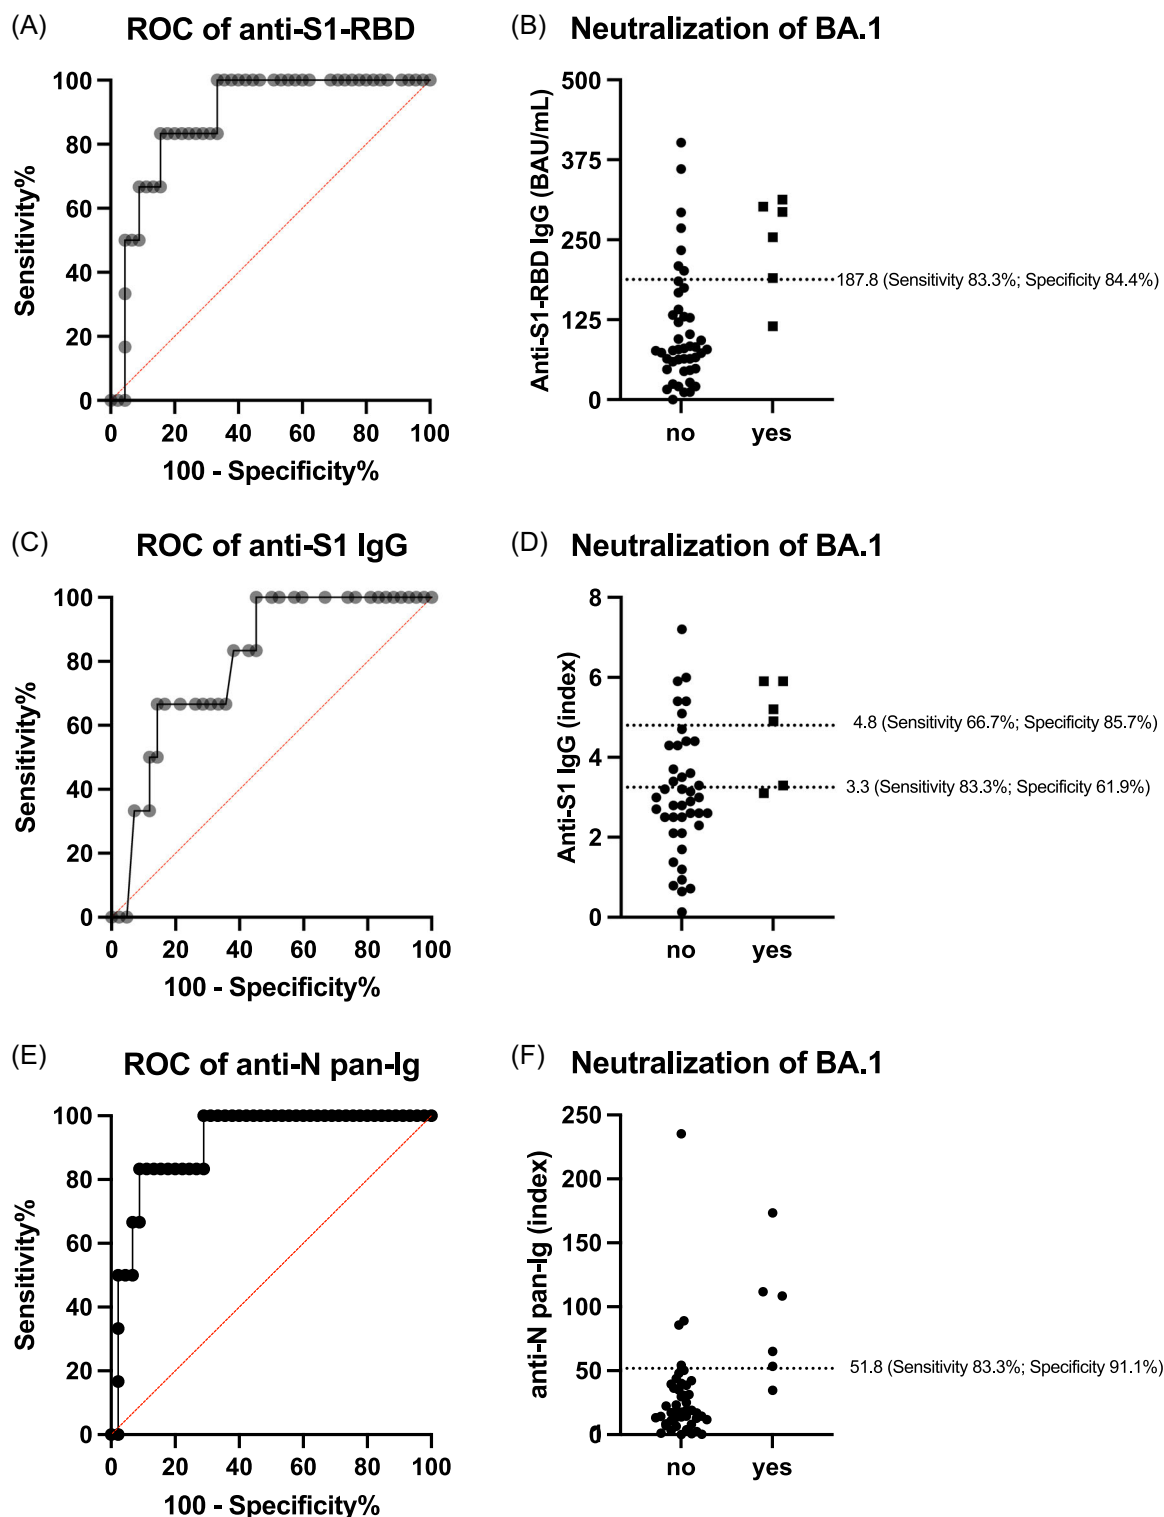 (A) ROC of anti-S1-RBD
100
80
60
40
20
0
Sensitivity%
0 20 40 60 80 100
100 - Specificity%
(B) Neutralization of BA.1
500
375
250
125
0
Anti-S1-RBD IgG (BAU/mL)
187.8 (Sensitivity 83.3%; Specificity 84.4%)
no yes
(C) ROC of anti-S1 IgG
100
80
60
40
20
0
Sensitivity%
0 20 40 60 80 100
100 - Specificity%
(D) Neutralization of BA.1
8
6
4
2
0
Anti-S1 IgG (index)
4.8 (Sensitivity 66.7%; Specificity 85.7%)
3.3 (Sensitivity 83.3%; Specificity 61.9%)
no yes
(E) ROC of anti-N pan-Ig
100
80
60
40
20
0
Sensitivity%
0 20 40 60 80 100
100 - Specificity%
(F) Neutralization of BA.1
250
200
150
100
50
0
anti-N pan-Ig (index)
51.8 (Sensitivity 83.3%; Specificity 91.1%)
no yes